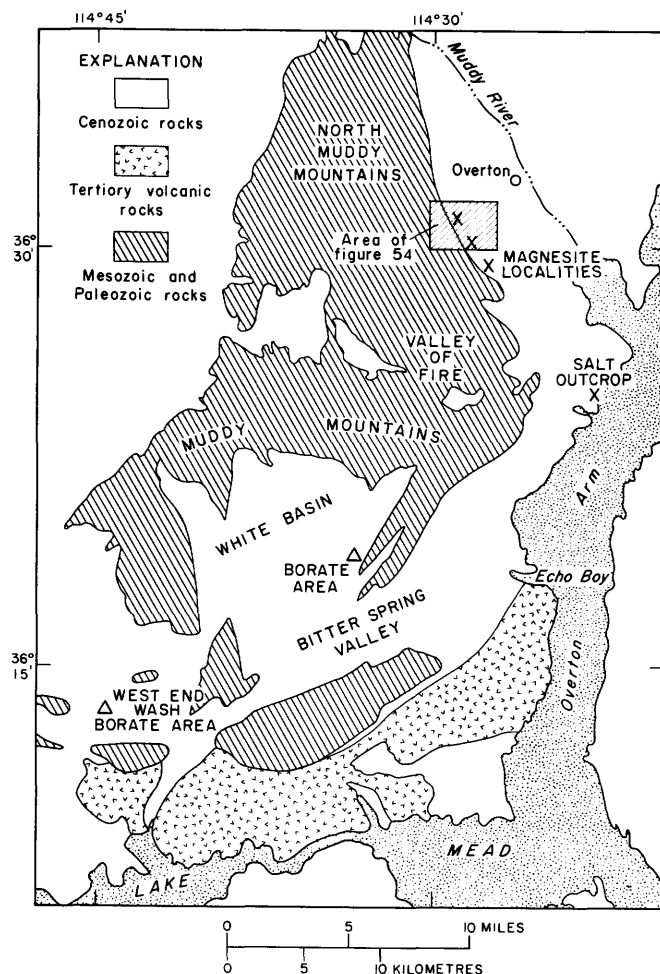 114° 45'
114° 30'
EXPLANATION
Cenozoic rocks
Tertiory volcanic
rocks
Mesozoic and
Paleozoic rocks
NORTH
MUDDY
MOUNTAINS
Muddy River
Overton
Area of
figure 54
36°
30'
MAGNESITE
LOCALITIES
VALLEY
OF
FIRE
SALT
OUTCROP
X
MUDDY MOUNTAINS
WHITE BASIN
BORATE
AREA
BITTER SPRING
VALLEY
Echo Boy
Overton Arm
36°
15'
WEST END
WASH
BORATE AREA
LAKE MEAD
0 5 10 MILES
0 5 10 KILOMETRES